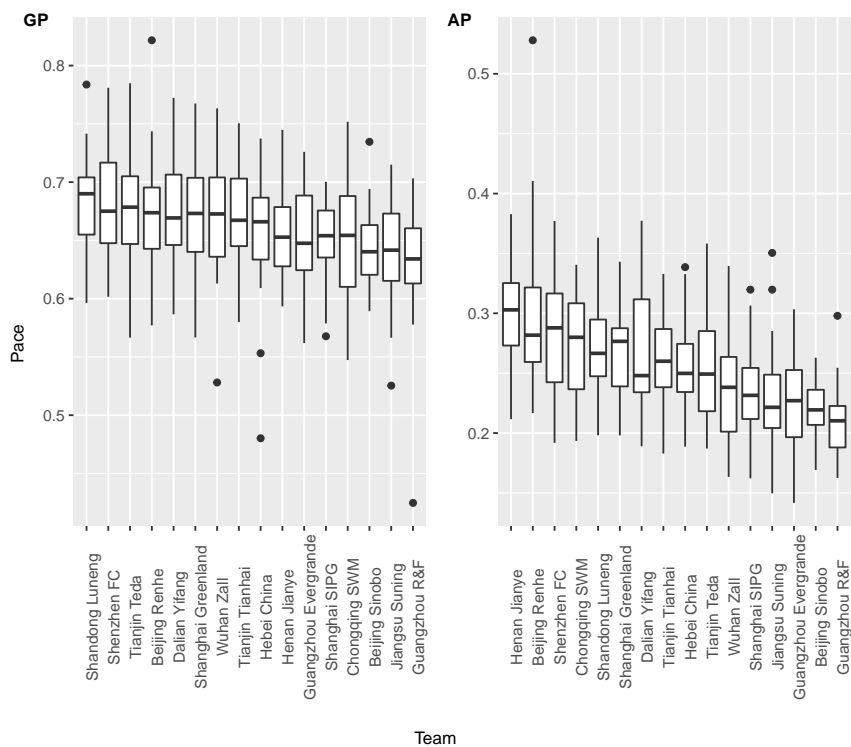 GP
AP
0.8
0.7
0.6
0.5
0.5
0.4
0.3
0.2
Pace
Shandong Luneng
Shenzhen FC
Tianjin Teda
Beijing Renhe
Dalian Yifang
Shanghai Greenland
Wuhan Zall
Tianjin Tianhai
Hebei China
Henan Jianye
Guangzhou Evergrande
Shanghai SIPG
Chongqing SWM
Beijing Sinobo
Jiangsu Suning
Guangzhou R&F
Henan Jianye
Beijing Renhe
Shenzhen FC
Chongqing SWM
Shandong Luneng
Shanghai Greenland
Dalian Yifang
Tianjin Tianhai
Hebei China
Tianjin Teda
Wuhan Zall
Shanghai SIPG
Jiangsu Suning
Guangzhou Evergrande
Beijing Sinobo
Guangzhou R&F
Team